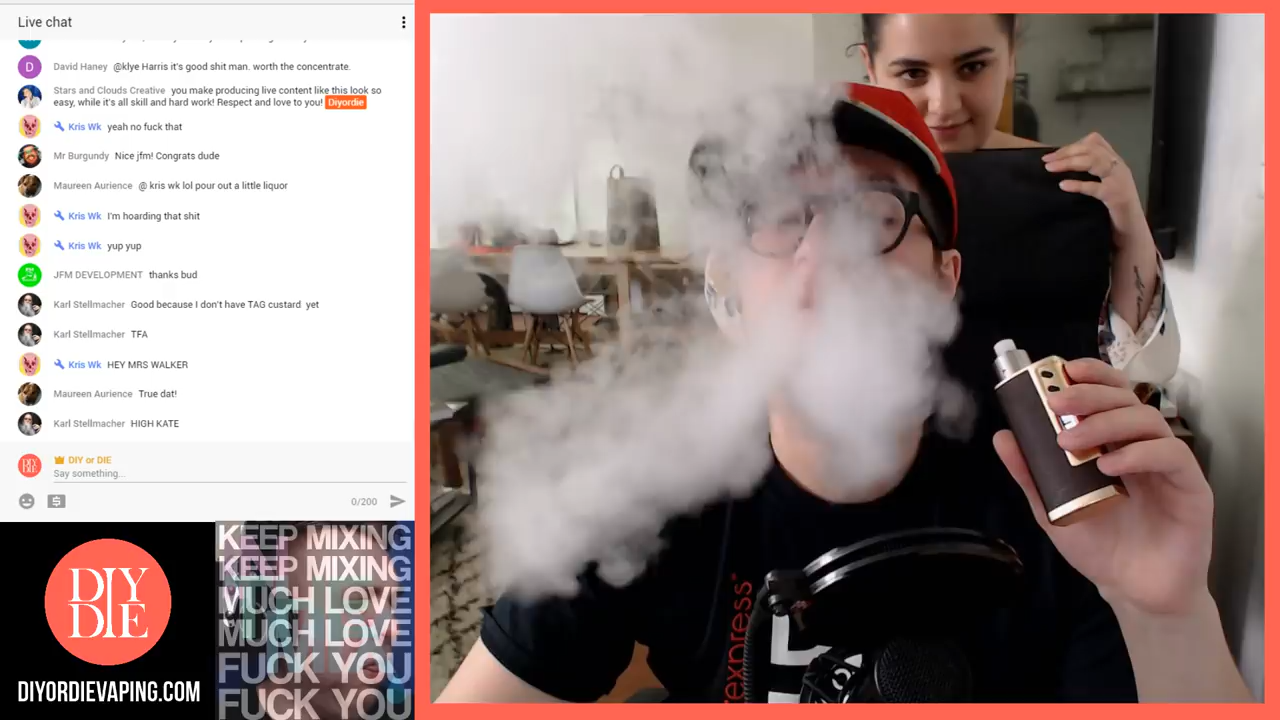 Live chat
D David Haney @klye Harris it's good shit man. worth the concentrate.
Stars and Clouds Creative you make producing live content like this look so
easy, while it's all skill and hard work! Respect and love to you! Diyordie
Kris Wk yeah no fuck that
Mr Burgundy Nice jfm! Congrats dude
Maureen Aurience @ kris wk lol pour out a little liquor
Kris Wk I'm hoarding that shit
Kris Wk yup yup
JFM DEVELOPMENT thanks bud
Karl Stellmacher Good because I don't have TAG custard yet
Karl Stellmacher TFA
Kris Wk HEY MRS WALKER
Maureen Aurience True dat!
Karl Stellmacher HIGH KATE
DIY or DIE
Say something...
0/200
DIY
DIE
DIYORDIEVAPING.COM
KEEP MIXING
KEEP MIXING
MUCH LOVE
MUCH LOVE
FUCK YOU
FUCK YOU